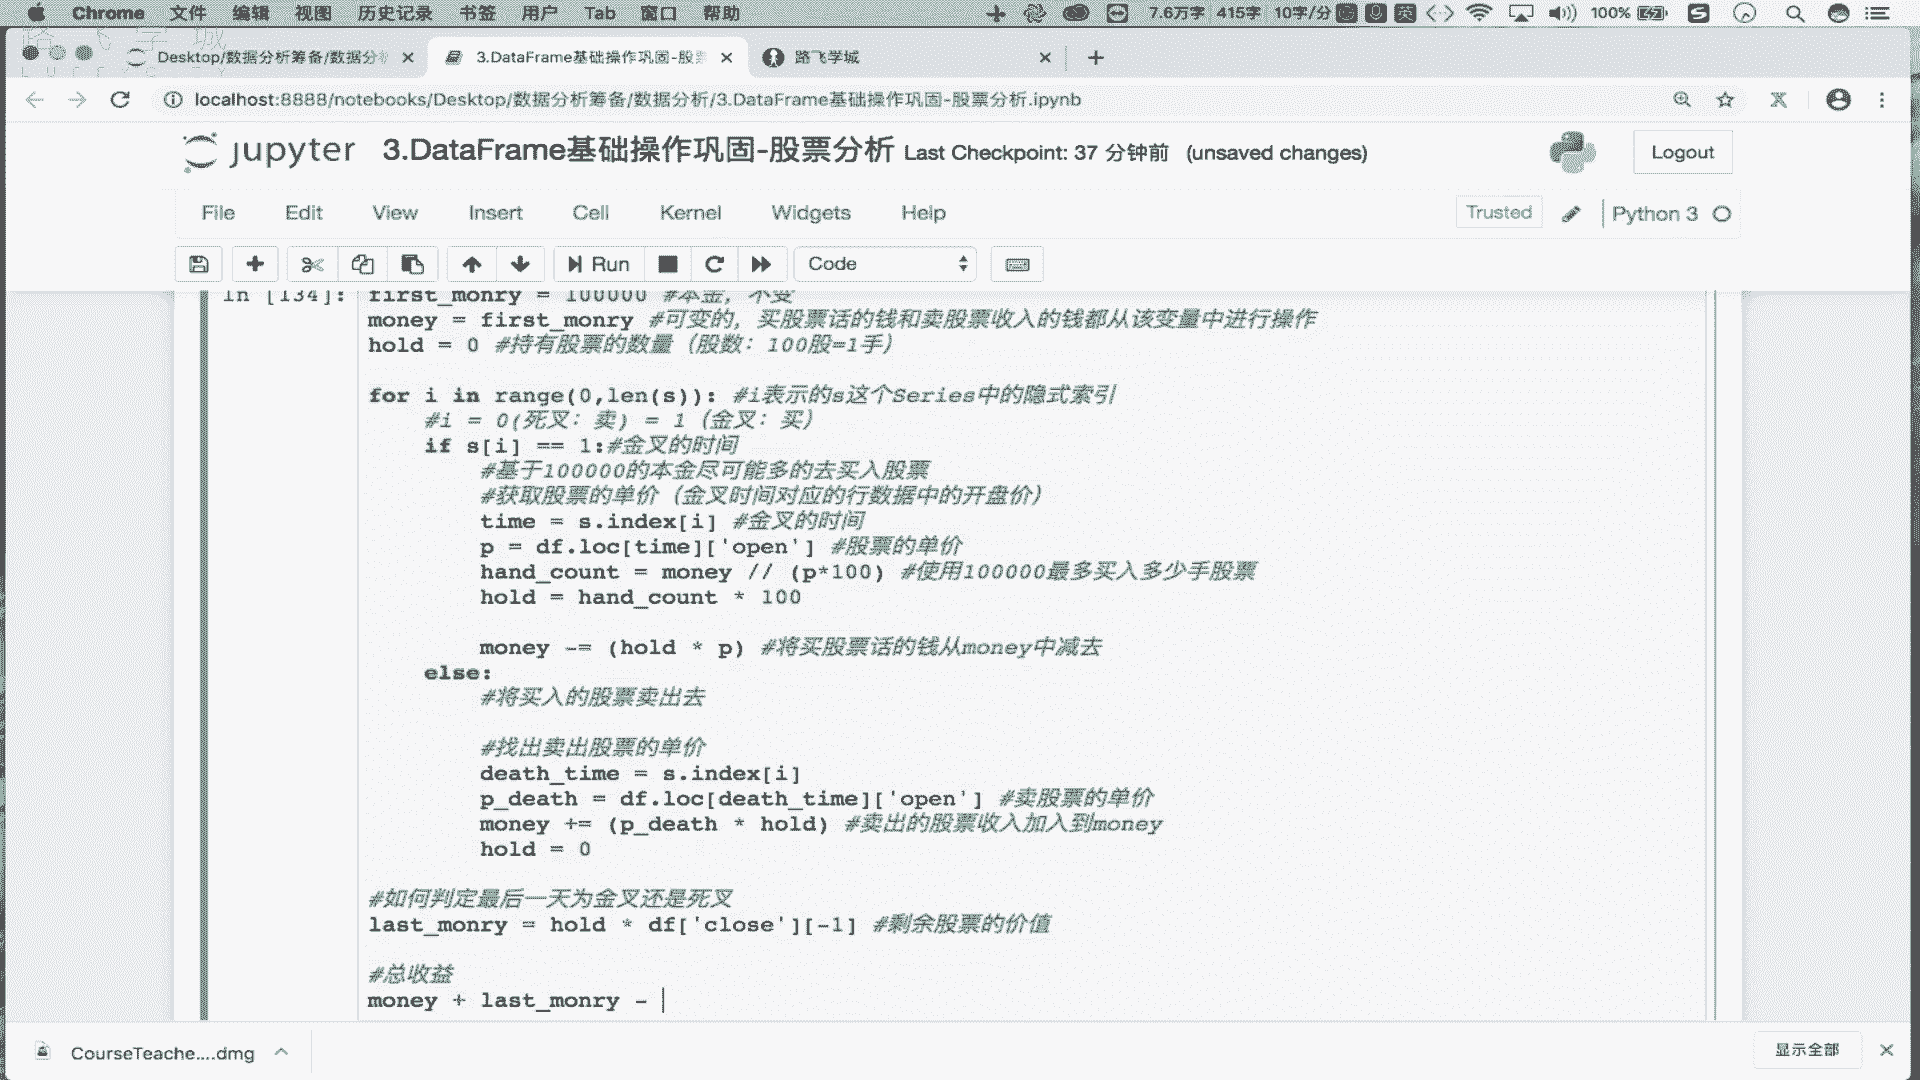 Chrome 文件 编辑 视图 历史记录 书签 用户 Tab 窗口 帮助 7.6万字 415字 10字/分 英 100%
Desktop/数据分析筹备/数据分析 3.DataFrame基础操作巩固-股票 路飞学城
localhost:8888/notebooks/Desktop/数据分析筹备/数据分析/3.DataFrame基础操作巩固-股票分析.ipynb
jupyter 3.DataFrame基础操作巩固-股票分析 Last Checkpoint: 37 分钟前 (unsaved changes) Logout
File Edit View Insert Cell Kernel Widgets Help Trusted Python 3
Run Code
In [134]: first_monry = 100000 #本金，不变
money = first_monry #可变的，买股票话的钱和卖股票收入的钱都从该变量中进行操作
hold = 0 #持有股票的数量（股数：100股=1手）
for i in range(0,len(s)): #i表示的s这个Series中的隐式索引
#i = 0(死叉：卖) = 1（金叉：买）
if s[i] == 1:#金叉的时间
#基于100000的本金尽可能多的去买入股票
#获取股票的单价（金叉时间对应的行数据中的开盘价）
time = s.index[i] #金叉的时间
p = df.loc[time]['open'] #股票的单价
hand_count = money // (p*100) #使用100000最多买入多少手股票
hold = hand_count * 100
money -= (hold * p) #将买股票话的钱从money中减去
else:
#将买入的股票卖出去
#找出卖出股票的单价
death_time = s.index[i]
p_death = df.loc[death_time]['open'] #卖股票的单价
money += (p_death * hold) #卖出的股票收入加入到money
hold = 0
#如何判定最后一天为金叉还是死叉
last_monry = hold * df['close'][-1] #剩余股票的价值
#总收益
money + last_monry -
CourseTeache....dmg 显示全部